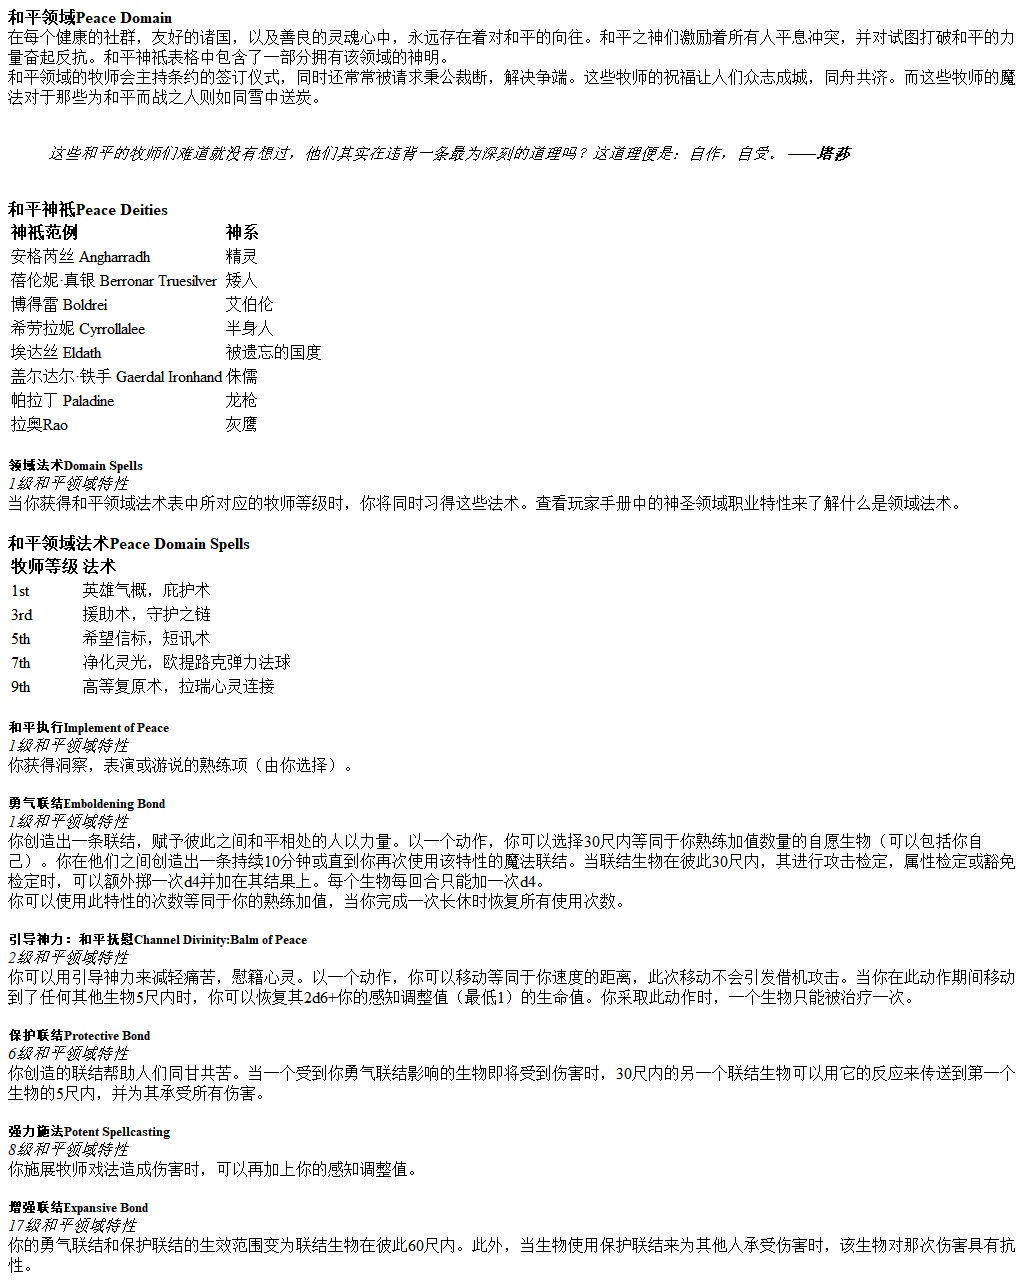 和平领域Peace Domain
在每个健康的社群，友好的诸国，以及善良的灵魂心中，永远存在着对和平的向往。和平之神们激励着所有人平息冲突，并对试图打破和平的力
量奋起反抗。和平神祗表格中包含了一部分拥有该领域的神明。
和平领域的牧师会主持条约的签订仪式，同时还常常被请求秉公裁断，解决争端。这些牧师的祝福让人们众志成城，同舟共济。而这些牧师的魔
法对于那些为和平而战之人则如同雪中送炭。
这些和平的牧师们难道就没有想过，他们其实在违背一条最为深刻的道理吗？这道理便是：自作，自受。 ——塔莎
和平神祗Peace Deities
神祗范例 神系
安格芮丝 Angharradh 精灵
蓓伦妮·真银 Berronar Truesilver 矮人
博得雷 Boldrei 艾伯伦
希劳拉妮 Cyrrollalee 半身人
埃达丝 Eldath 被遗忘的国度
盖尔达尔·铁手 Gaerdal Ironhand 侏儒
帕拉丁 Paladine 龙枪
拉奥Rao 灰鹰
领域法术Domain Spells
1级和平领域特性
当你获得和平领域法术表中所对应的牧师等级时，你将同时习得这些法术。查看玩家手册中的神圣领域职业特性来了解什么是领域法术。
和平领域法术Peace Domain Spells
牧师等级 法术
1st 英雄气概，庇护术
3rd 援助术，守护之链
5th 希望信标，短讯术
7th 净化灵光，欧提路克弹力法球
9th 高等复原术，拉瑞心灵连接
和平执行Implement of Peace
1级和平领域特性
你获得洞察，表演或游说的熟练项（由你选择）。
勇气联结Emboldening Bond
1级和平领域特性
你创造出一条联结，赋予彼此之间和平相处的人以力量。以一个动作，你可以选择30尺内等同于你熟练加值数量的自愿生物（可以包括你自
己）。你在他们之间创造出一条持续10分钟或直到你再次使用该特性的魔法联结。当联结生物在彼此30尺内，其进行攻击检定，属性检定或豁免
检定时，可以额外掷一次d4并加在其结果上。每个生物每回合只能加一次d4。
你可以使用此特性的次数等同于你的熟练加值，当你完成一次长休时恢复所有使用次数。
引导神力：和平抚慰Channel Divinity:Balm of Peace
2级和平领域特性
你可以用引导神力来减轻痛苦，慰籍心灵。以一个动作，你可以移动等同于你速度的距离，此次移动不会引发借机攻击。当你在此动作期间移动
到了任何其他生物5尺内时，你可以恢复其2d6+你的感知调整值（最低1）的生命值。你采取此动作时，一个生物只能被治疗一次。
保护联结Protective Bond
6级和平领域特性
你创造的联结帮助人们同甘共苦。当一个受到你勇气联结影响的生物即将受到伤害时，30尺内的另一个联结生物可以用它的反应来传送到第一个
生物的5尺内，并为其承受所有伤害。
强力施法Potent Spellcasting
8级和平领域特性
你施展牧师戏法造成伤害时，可以再加上你的感知调整值。
增强联结Expansive Bond
17级和平领域特性
你的勇气联结和保护联结的生效范围变为联结生物在彼此60尺内。此外，当生物使用保护联结来为其他人承受伤害时，该生物对那次伤害具有抗
性。